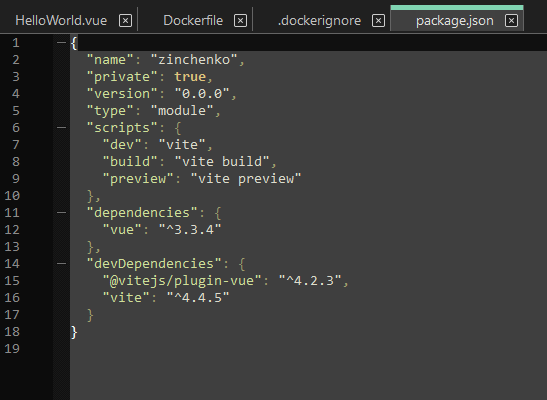 HelloWorld.vue Dockerfile .dockerignore package.json
1 {
2 "name": "zinchenko",
3 "private": true,
4 "version": "0.0.0",
5 "type": "module",
6 "scripts": {
7 "dev": "vite",
8 "build": "vite build",
9 "preview": "vite preview"
10 },
11 "dependencies": {
12 "vue": "^3.3.4"
13 },
14 "devDependencies": {
15 "@vitejs/plugin-vue": "^4.2.3",
16 "vite": "^4.4.5"
17 }
18 }
19